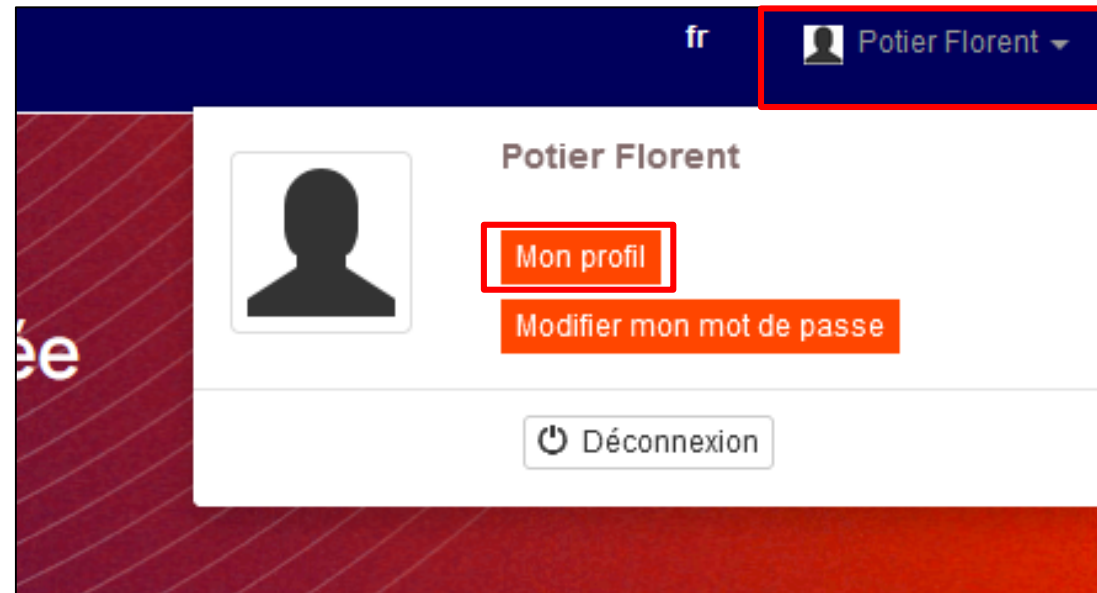 fr
Potier Florent
Potier Florent
Mon profil
Modifier mon mot de passe
ée
Déconnexion